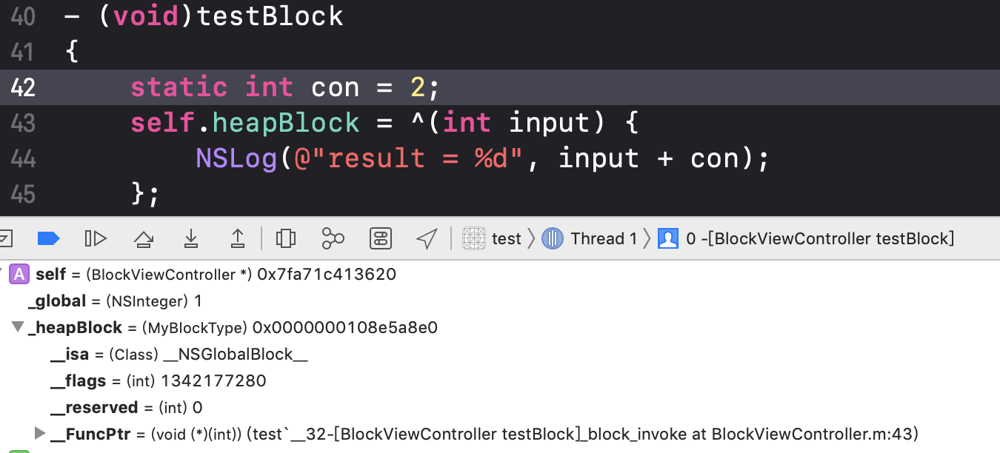 40 - (void)testBlock
41 {
42 static int con = 2;
43 self.heapBlock = ^(int input) {
44 NSLog(@"result = %d", input + con);
45 };
test 〉 Thread 1 〉 0 -[BlockViewController testBlock]
A self = (BlockViewController *) 0x7fa71c413620
_global = (NSInteger) 1
_heapBlock = (MyBlockType) 0x0000000108e5a8e0
__isa = (Class) __NSGlobalBlock__
__flags = (int) 1342177280
__reserved = (int) 0
__FuncPtr = (void (*)(int)) (test`__32-[BlockViewController testBlock]_block_invoke at BlockViewController.m:43)